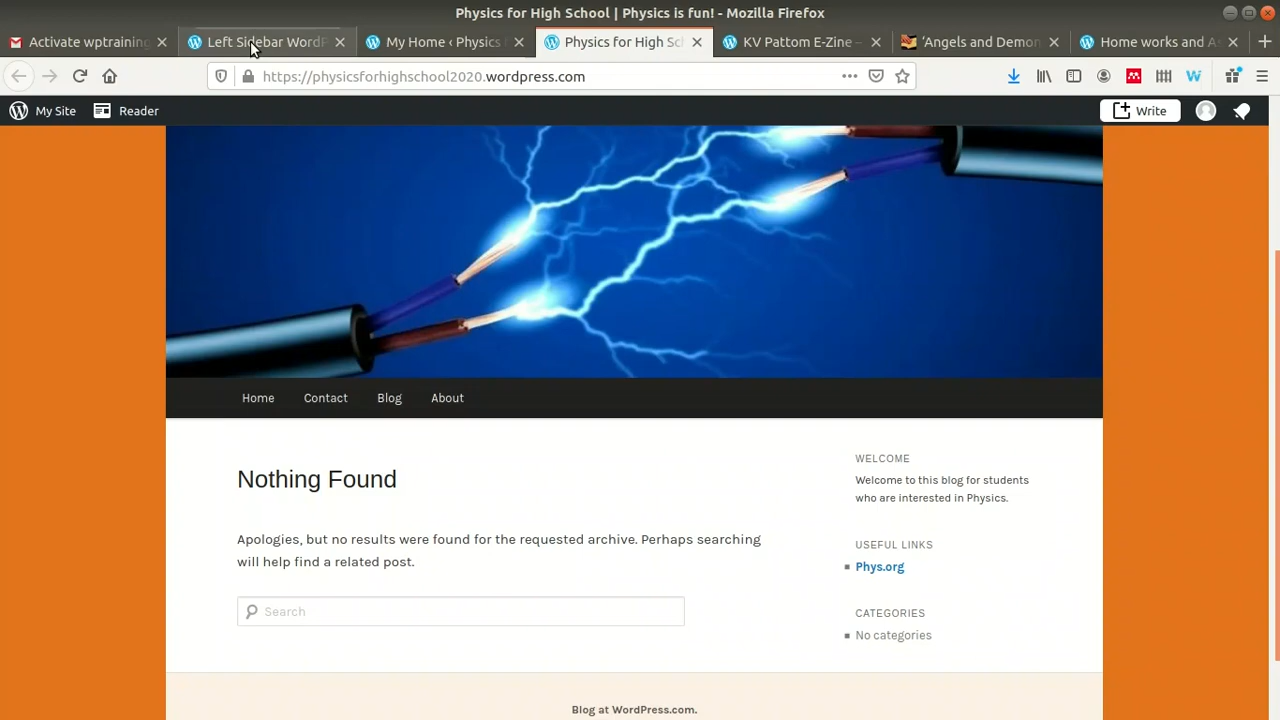 Physics for High School | Physics is fun! - Mozilla Firefox
Activate wptraining
Left Sidebar WordP
My Home ‹ Physics
Physics for High Sc
KV Pattom E-Zine –
'Angels and Demon
Home works and A
https://physicsforhighschool2020.wordpress.com
My Site
Reader
Write
Home
Contact
Blog
About
Nothing Found
Apologies, but no results were found for the requested archive. Perhaps searching
will help find a related post.
Search
WELCOME
Welcome to this blog for students
who are interested in Physics.
USEFUL LINKS
Phys.org
CATEGORIES
No categories
Blog at WordPress.com.